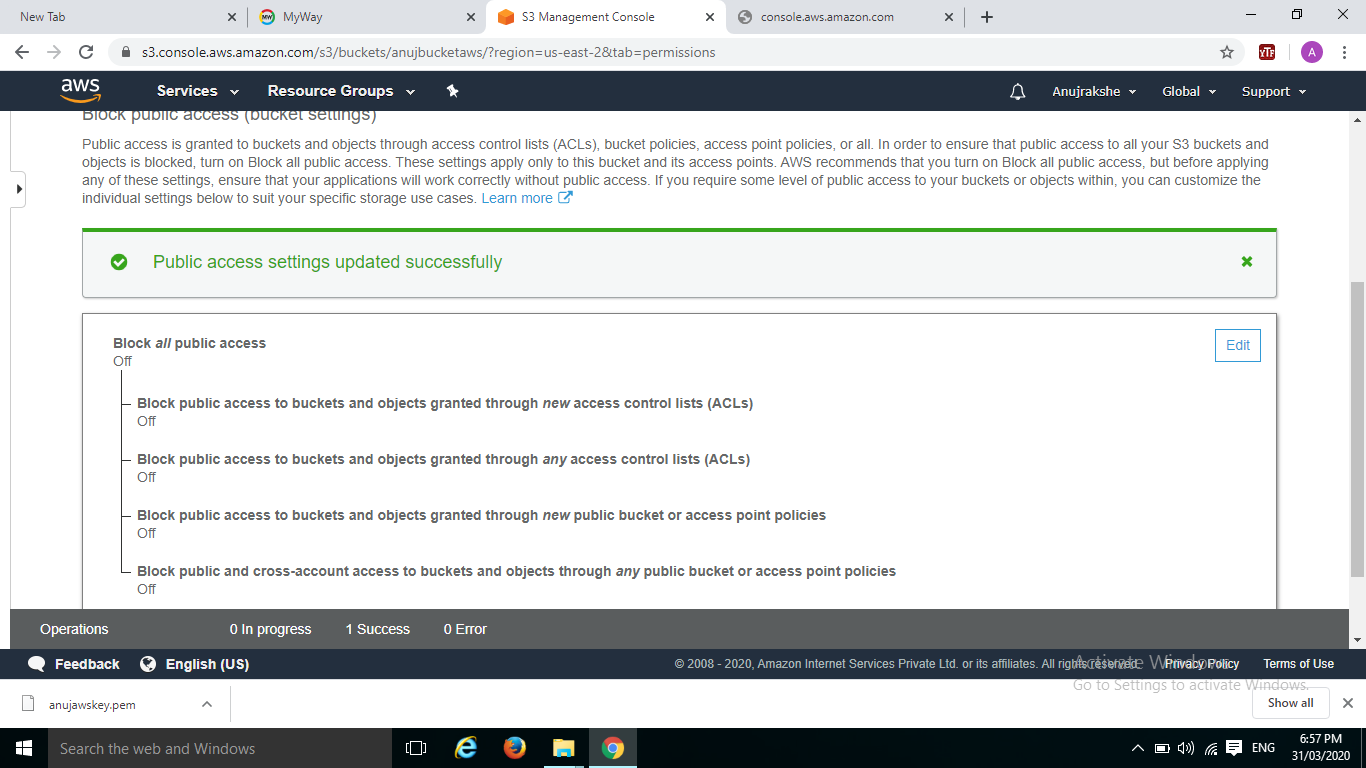 New Tab
MyWay
S3 Management Console
console.aws.amazon.com
s3.console.aws.amazon.com/s3/buckets/anujbucketaws/?region=us-east-2&tab=permissions
YTF
A
aws
Services
Resource Groups
Anujrakshe
Global
Support
Block public access (bucket settings)
Public access is granted to buckets and objects through access control lists (ACLs), bucket policies, access point policies, or all. In order to ensure that public access to all your S3 buckets and
objects is blocked, turn on Block all public access. These settings apply only to this bucket and its access points. AWS recommends that you turn on Block all public access, but before applying
any of these settings, ensure that your applications will work correctly without public access. If you require some level of public access to your buckets or objects within, you can customize the
individual settings below to suit your specific storage use cases. Learn more
Public access settings updated successfully
Block all public access
Edit
Off
Block public access to buckets and objects granted through new access control lists (ACLs)
Off
Block public access to buckets and objects granted through any access control lists (ACLs)
Off
Block public access to buckets and objects granted through new public bucket or access point policies
Off
Block public and cross-account access to buckets and objects through any public bucket or access point policies
Off
Operations 0 In progress 1 Success 0 Error
Feedback
English (US)
© 2008 - 2020, Amazon Internet Services Private Ltd. or its affiliates. All rights reserved.
Privacy Policy
Terms of Use
Activate Windows
Go to Settings to activate Windows.
anujawskey.pem
Show all
Search the web and Windows
ENG
6:57 PM
31/03/2020